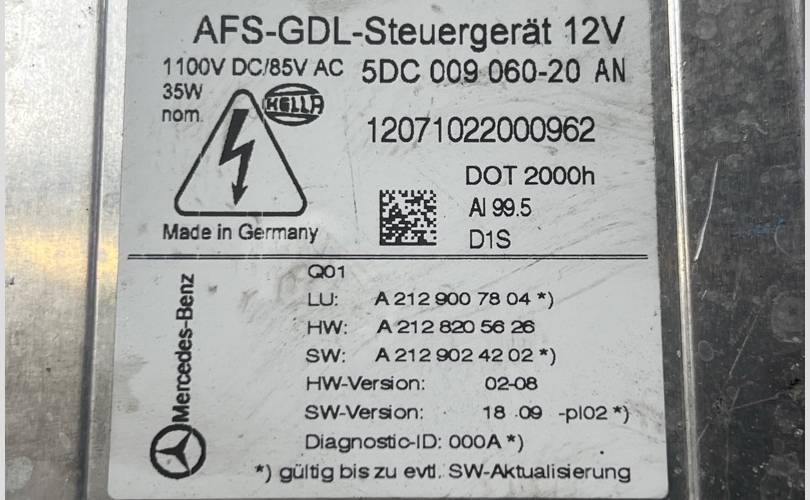 AFS-GDL-Steuergerät 12V
1100V DC/85V AC 5DC 009 060-20 AN
35W
nom.
HELLA
12071022000962
DOT 2000h
Al 99.5
D1S
Made in Germany
Q01
LU: A 212 900 78 04 *)
HW: A 212 820 56 26
SW: A 212 902 42 02 *)
HW-Version: 02-08
SW-Version: 18 09 -pl02 *)
Diagnostic-ID: 000A *)
*) gültig bis zu evtl. SW-Aktualisierung
Mercedes-Benz